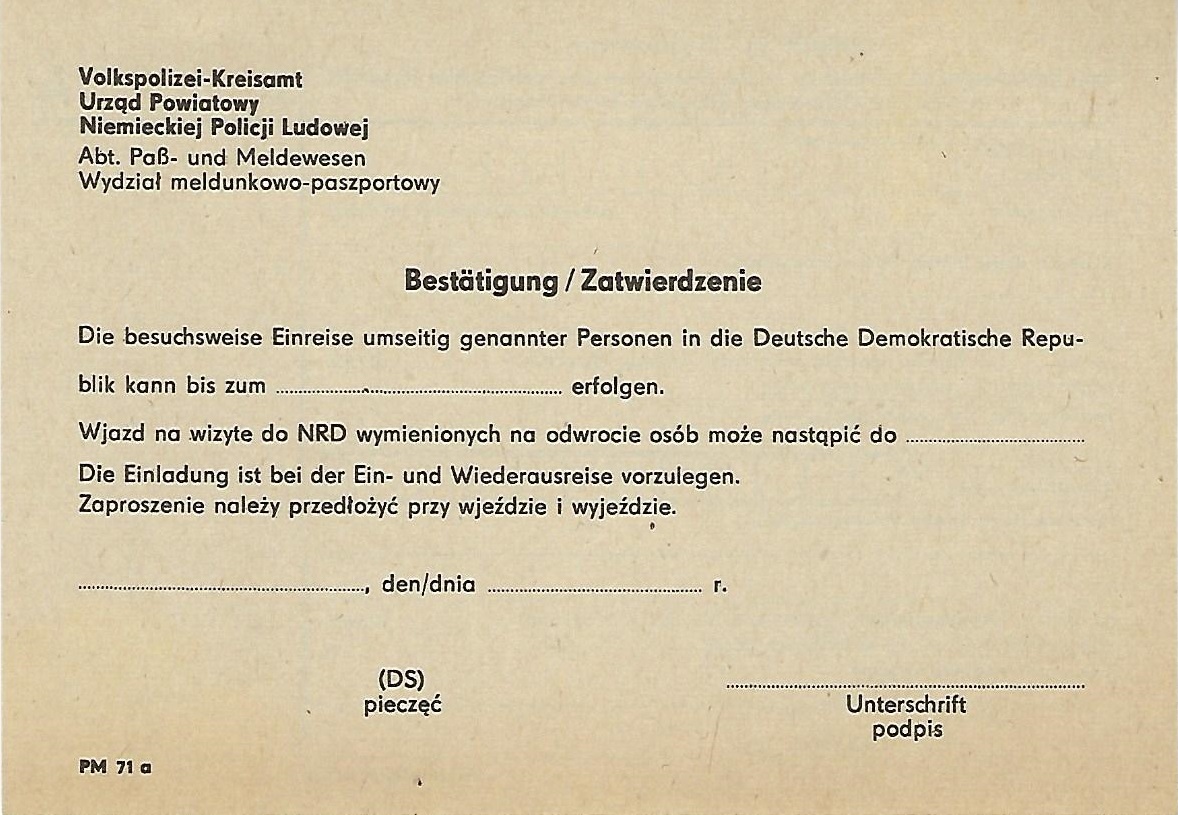 Volkspolizei-Kreisamt
Urząd Powiatowy
Niemieckiej Policji Ludowej
Abt. Paß- und Meldewesen
Wydział meldunkowo-paszportowy
Bestätigung / Zatwierdzenie
Die besuchsweise Einreise umseitig genannter Personen in die Deutsche Demokratische Repu-
blik kann bis zum ........................ erfolgen.
Wjazd na wizyte do NRD wymienionych na odwrocie osób może nastąpić do ........................
Die Einladung ist bei der Ein- und Wiederausreise vorzulegen.
Zaproszenie należy przedłożyć przy wjeździe i wyjeździe.
........................, den/dnia ........................ r.
(DS)
pieczęć
Unterschrift
podpis
PM 71 a